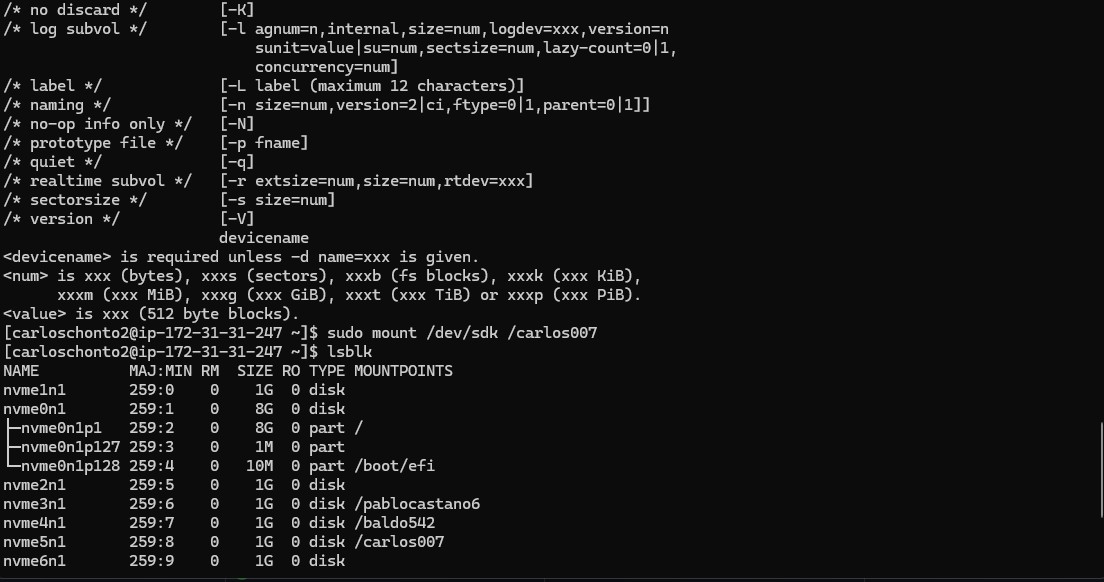 /* no discard */        [-K]
/* log subvol */        [-l agnum=n,internal,size=num,logdev=xxx,version=n
                            sunit=value|su=num,sectsize=num,lazy-count=0|1,
                            concurrency=num]
/* label */             [-L label (maximum 12 characters)]
/* naming */            [-n size=num,version=2|ci,ftype=0|1,parent=0|1]]
/* no-op info only */   [-N]
/* prototype file */    [-p fname]
/* quiet */             [-q]
/* realtime subvol */   [-r extsize=num,size=num,rtdev=xxx]
/* sectorsize */        [-s size=num]
/* version */           [-V]
                        devicename
<devicename> is required unless -d name=xxx is given.
<num> is xxx (bytes), xxxs (sectors), xxxb (fs blocks), xxxk (xxx KiB),
      xxxm (xxx MiB), xxxg (xxx GiB), xxxt (xxx TiB) or xxxp (xxx PiB).
<value> is xxx (512 byte blocks).
[carloschonto2@ip-172-31-31-247 ~]$ sudo mount /dev/sdk /carlos007
[carloschonto2@ip-172-31-31-247 ~]$ lsblk
NAME          MAJ:MIN RM  SIZE RO TYPE MOUNTPOINTS
nvme1n1       259:0    0    1G  0 disk
nvme0n1       259:1    0    8G  0 disk
├─nvme0n1p1   259:2    0    8G  0 part /
├─nvme0n1p127 259:3    0    1M  0 part
└─nvme0n1p128 259:4    0   10M  0 part /boot/efi
nvme2n1       259:5    0    1G  0 disk
nvme3n1       259:6    0    1G  0 disk /pablocastano6
nvme4n1       259:7    0    1G  0 disk /baldo542
nvme5n1       259:8    0    1G  0 disk /carlos007
nvme6n1       259:9    0    1G  0 disk